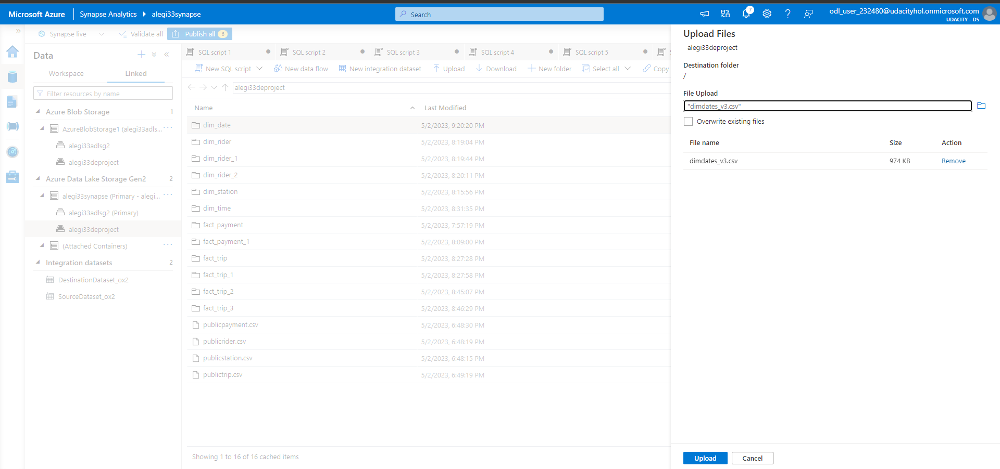 Microsoft Azure
Synapse Analytics
alegi33synapse
Search
7
odl_user_232480@udacityhol.onmicrosoft.com
UDACITY - DS
Synapse live
Validate all
Publish all 6
Data
Workspace
Linked
Filter resources by name
Azure Blob Storage 1
AzureBlobStorage1 (alegi33adls...
alegi33adlsg2
alegi33deproject
Azure Data Lake Storage Gen2 2
alegi33synapse (Primary - alegi...
alegi33adlsg2 (Primary)
alegi33deproject
(Attached Containers)
Integration datasets 2
DestinationDataset_ox2
SourceDataset_ox2
SQL script 1
SQL script 2
SQL script 3
SQL script 4
SQL script 5
New SQL script
New data flow
New integration dataset
Upload
Download
New folder
Select all
Copy
alegi33deproject
Name Last Modified
dim_date 5/2/2023, 9:20:20 PM
dim_rider 5/2/2023, 8:19:04 PM
dim_rider_1 5/2/2023, 8:19:44 PM
dim_rider_2 5/2/2023, 8:20:11 PM
dim_station 5/2/2023, 8:15:56 PM
dim_time 5/2/2023, 8:31:35 PM
fact_payment 5/2/2023, 7:57:19 PM
fact_payment_1 5/2/2023, 8:09:00 PM
fact_trip 5/2/2023, 8:27:28 PM
fact_trip_1 5/2/2023, 8:27:58 PM
fact_trip_2 5/2/2023, 8:45:07 PM
fact_trip_3 5/2/2023, 8:46:29 PM
publicpayment.csv 5/2/2023, 6:48:30 PM
publicrider.csv 5/2/2023, 6:48:19 PM
publicstation.csv 5/2/2023, 6:48:15 PM
publictrip.csv 5/2/2023, 6:49:19 PM
Showing 1 to 16 of 16 cached items
Upload Files
alegi33deproject
Destination folder
/
File Upload
"dimdates_v3.csv"
Overwrite existing files
File name Size Action
dimdates_v3.csv 974 KB Remove
Upload
Cancel